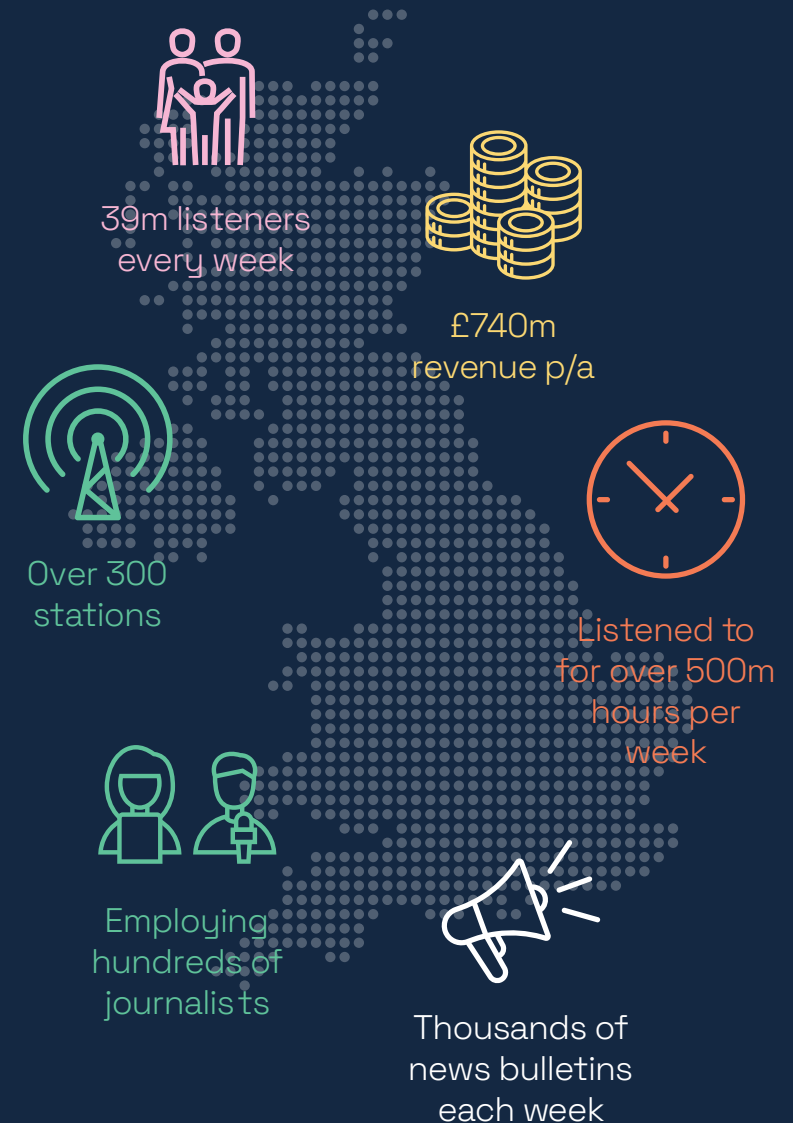 39m listeners
every week
£740m
revenue p/a
Over 300
stations
Listened to
for over 500m
hours per
week
Employing
hundreds of
journalists
Thousands of
news bulletins
each week